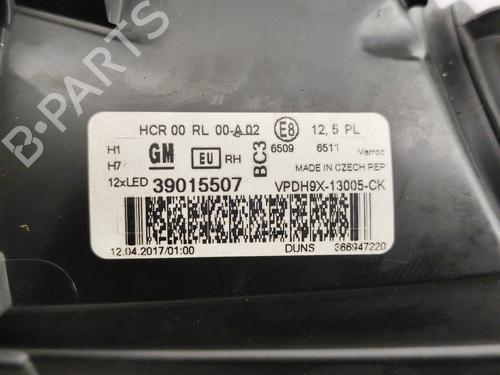 HCR 00 RL 00-A 02 E8 12,5 PL
H1 GM EU RH BC3 6509 6511 Varroc
H7 MADE IN CZECH REP
12xLED 39015507 VPDH9X-13005-CK
12.04.2017/01:00 DUNS 366947220
B-PARTS